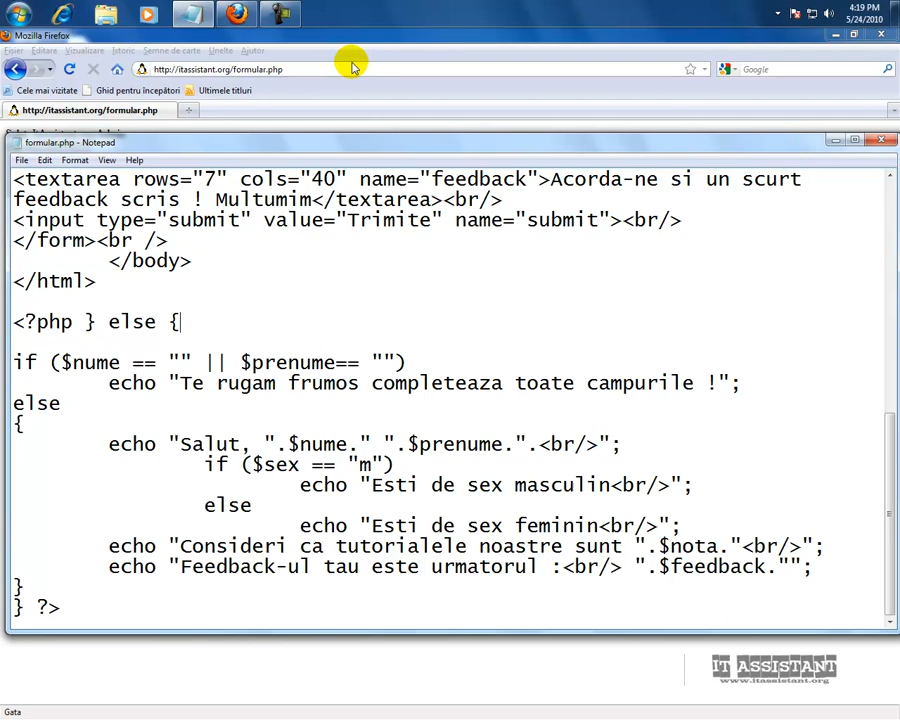 4:19 PM
5/24/2010
Mozilla Firefox
Fisier Editare Vizualizare Istoric Semne de carte Unelte Ajutor
http://itassistant.org/formular.php
Google
Cele mai vizitate Ghid pentru începători Ultimele titluri
http://itassistant.org/formular.php
formular.php - Notepad
File Edit Format View Help
<textarea rows="7" cols="40" name="feedback">Acorda-ne si un scurt
feedback scris ! Multumim</textarea><br/>
<input type="submit" value="Trimite" name="submit"><br/>
</form><br />
</body>
</html>
<?php } else {
if ($nume == "" || $prenume== "")
echo "Te rugam frumos completeaza toate campurile !";
else
{
echo "Salut, ".$nume." ".$prenume.".<br/>";
if ($sex == "m")
echo "Esti de sex masculin<br/>";
else
echo "Esti de sex feminin<br/>";
echo "Consideri ca tutorialele noastre sunt ".$nota."<br/>";
echo "Feedback-ul tau este urmatorul :<br/> ".$feedback."";
}
} ?>
IT ASSISTANT
www.itassistant.org
Gata